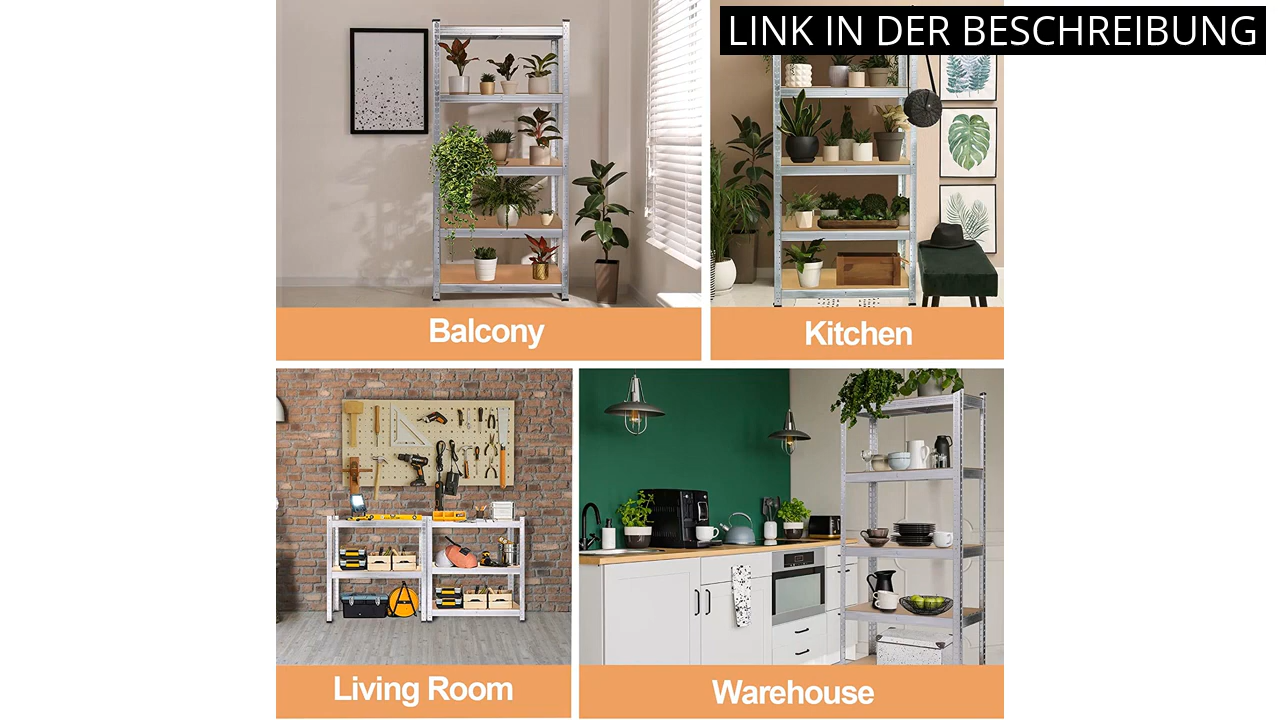 LINK IN DER BESCHREIBUNG
Balcony
Kitchen
Living Room
Warehouse